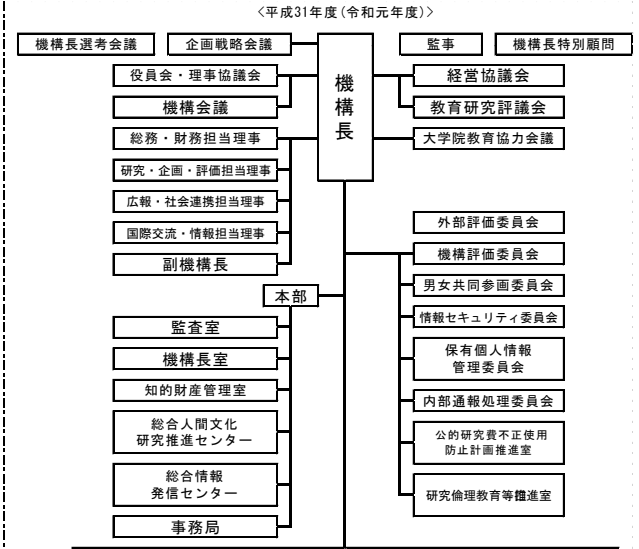 <平成31年度(令和元年度)>
機構長選考会議
企画戦略会議
機構長
監事
機構長特別顧問
役員会・理事協議会
機構会議
経営協議会
教育研究評議会
総務・財務担当理事
大学院教育協力会議
研究・企画・評価担当理事
広報・社会連携担当理事
国際交流・情報担当理事
副機構長
外部評価委員会
機構評価委員会
男女共同参画委員会
情報セキュリティ委員会
保有個人情報
管理委員会
内部通報処理委員会
公的研究費不正使用
防止計画推進室
研究倫理教育等推進室
本部
監査室
機構長室
知的財産管理室
総合人間文化
研究推進センター
総合情報
発信センター
事務局